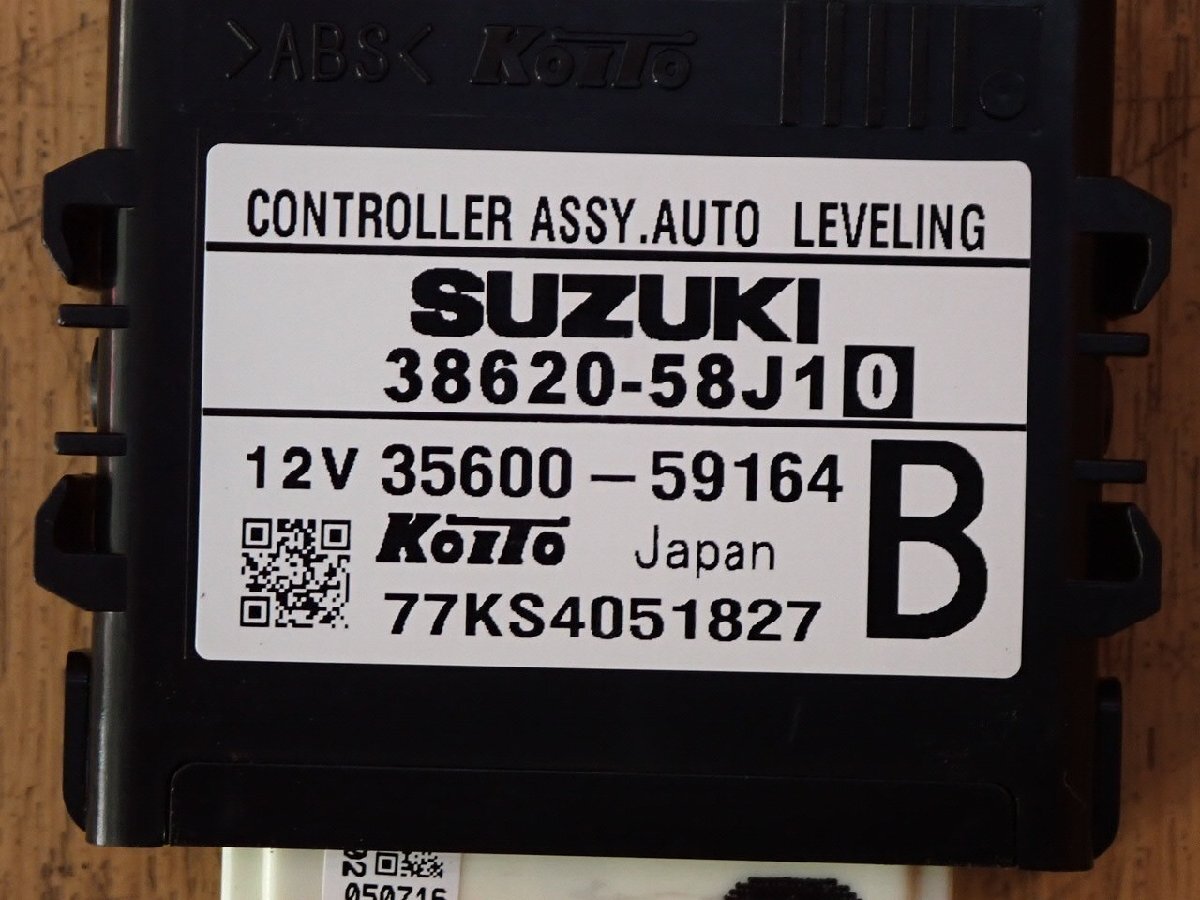 >ABS< KOITO
CONTROLLER ASSY.AUTO LEVELING
SUZUKI
38620-58J10
12V 35600-59164 B
KOITO Japan
77KS4051827
050716